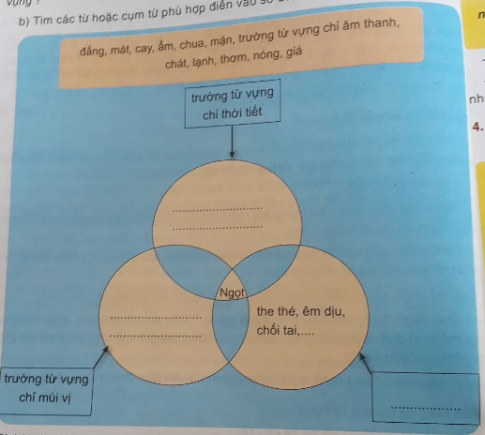 b) Tìm các từ hoặc cụm từ phù hợp điền vào
đắng, mát, cay, ẩm, chua, mặn, trường từ vựng chỉ âm thanh,
chát, lạnh, thơm, nóng, giá
trường từ vựng
chỉ thời tiết
nh
4.
....................
....................
Ngọt
the thé, êm dịu,
chối tai,....
....................
....................
trường từ vựng
chỉ mùi vị
....................